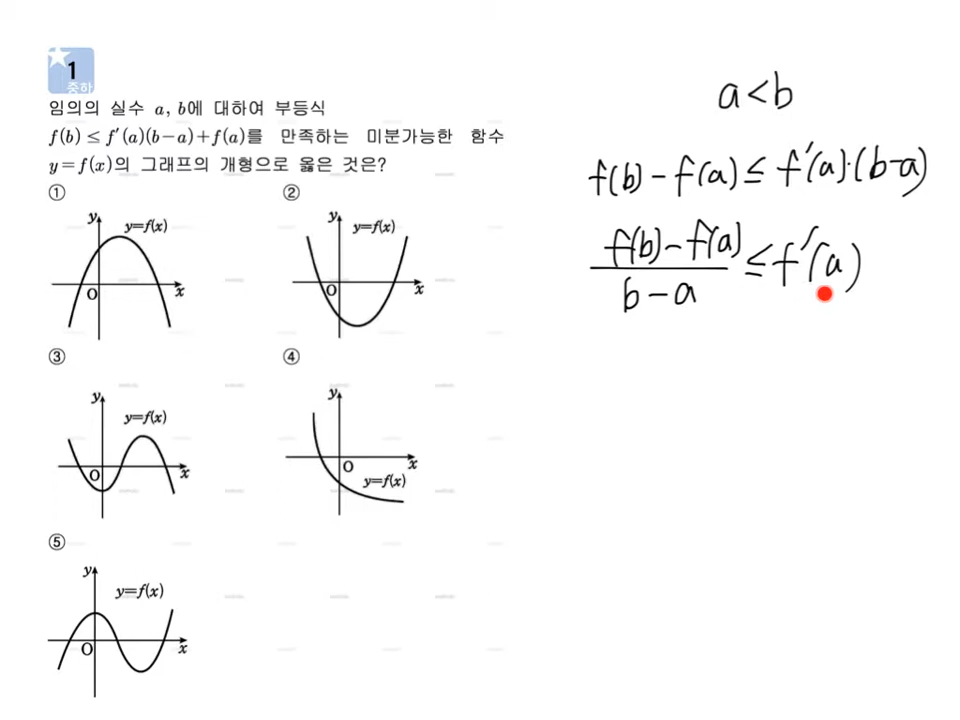 1
중하
임의의 실수 a, b에 대하여 부등식
f(b) ≤ f′(a)(b−a)+f(a)를 만족하는 미분가능한 함수
y=f(x)의 그래프의 개형으로 옳은 것은?
①
y
y=f(x)
O
x
②
y
y=f(x)
O
x
③
y
y=f(x)
O
x
④
y
O
x
y=f(x)
⑤
y
y=f(x)
O
x
a<b
f(b)−f(a)≤f′(a)·(b−a)
f(b)−f(a)
b−a
≤f′(a)